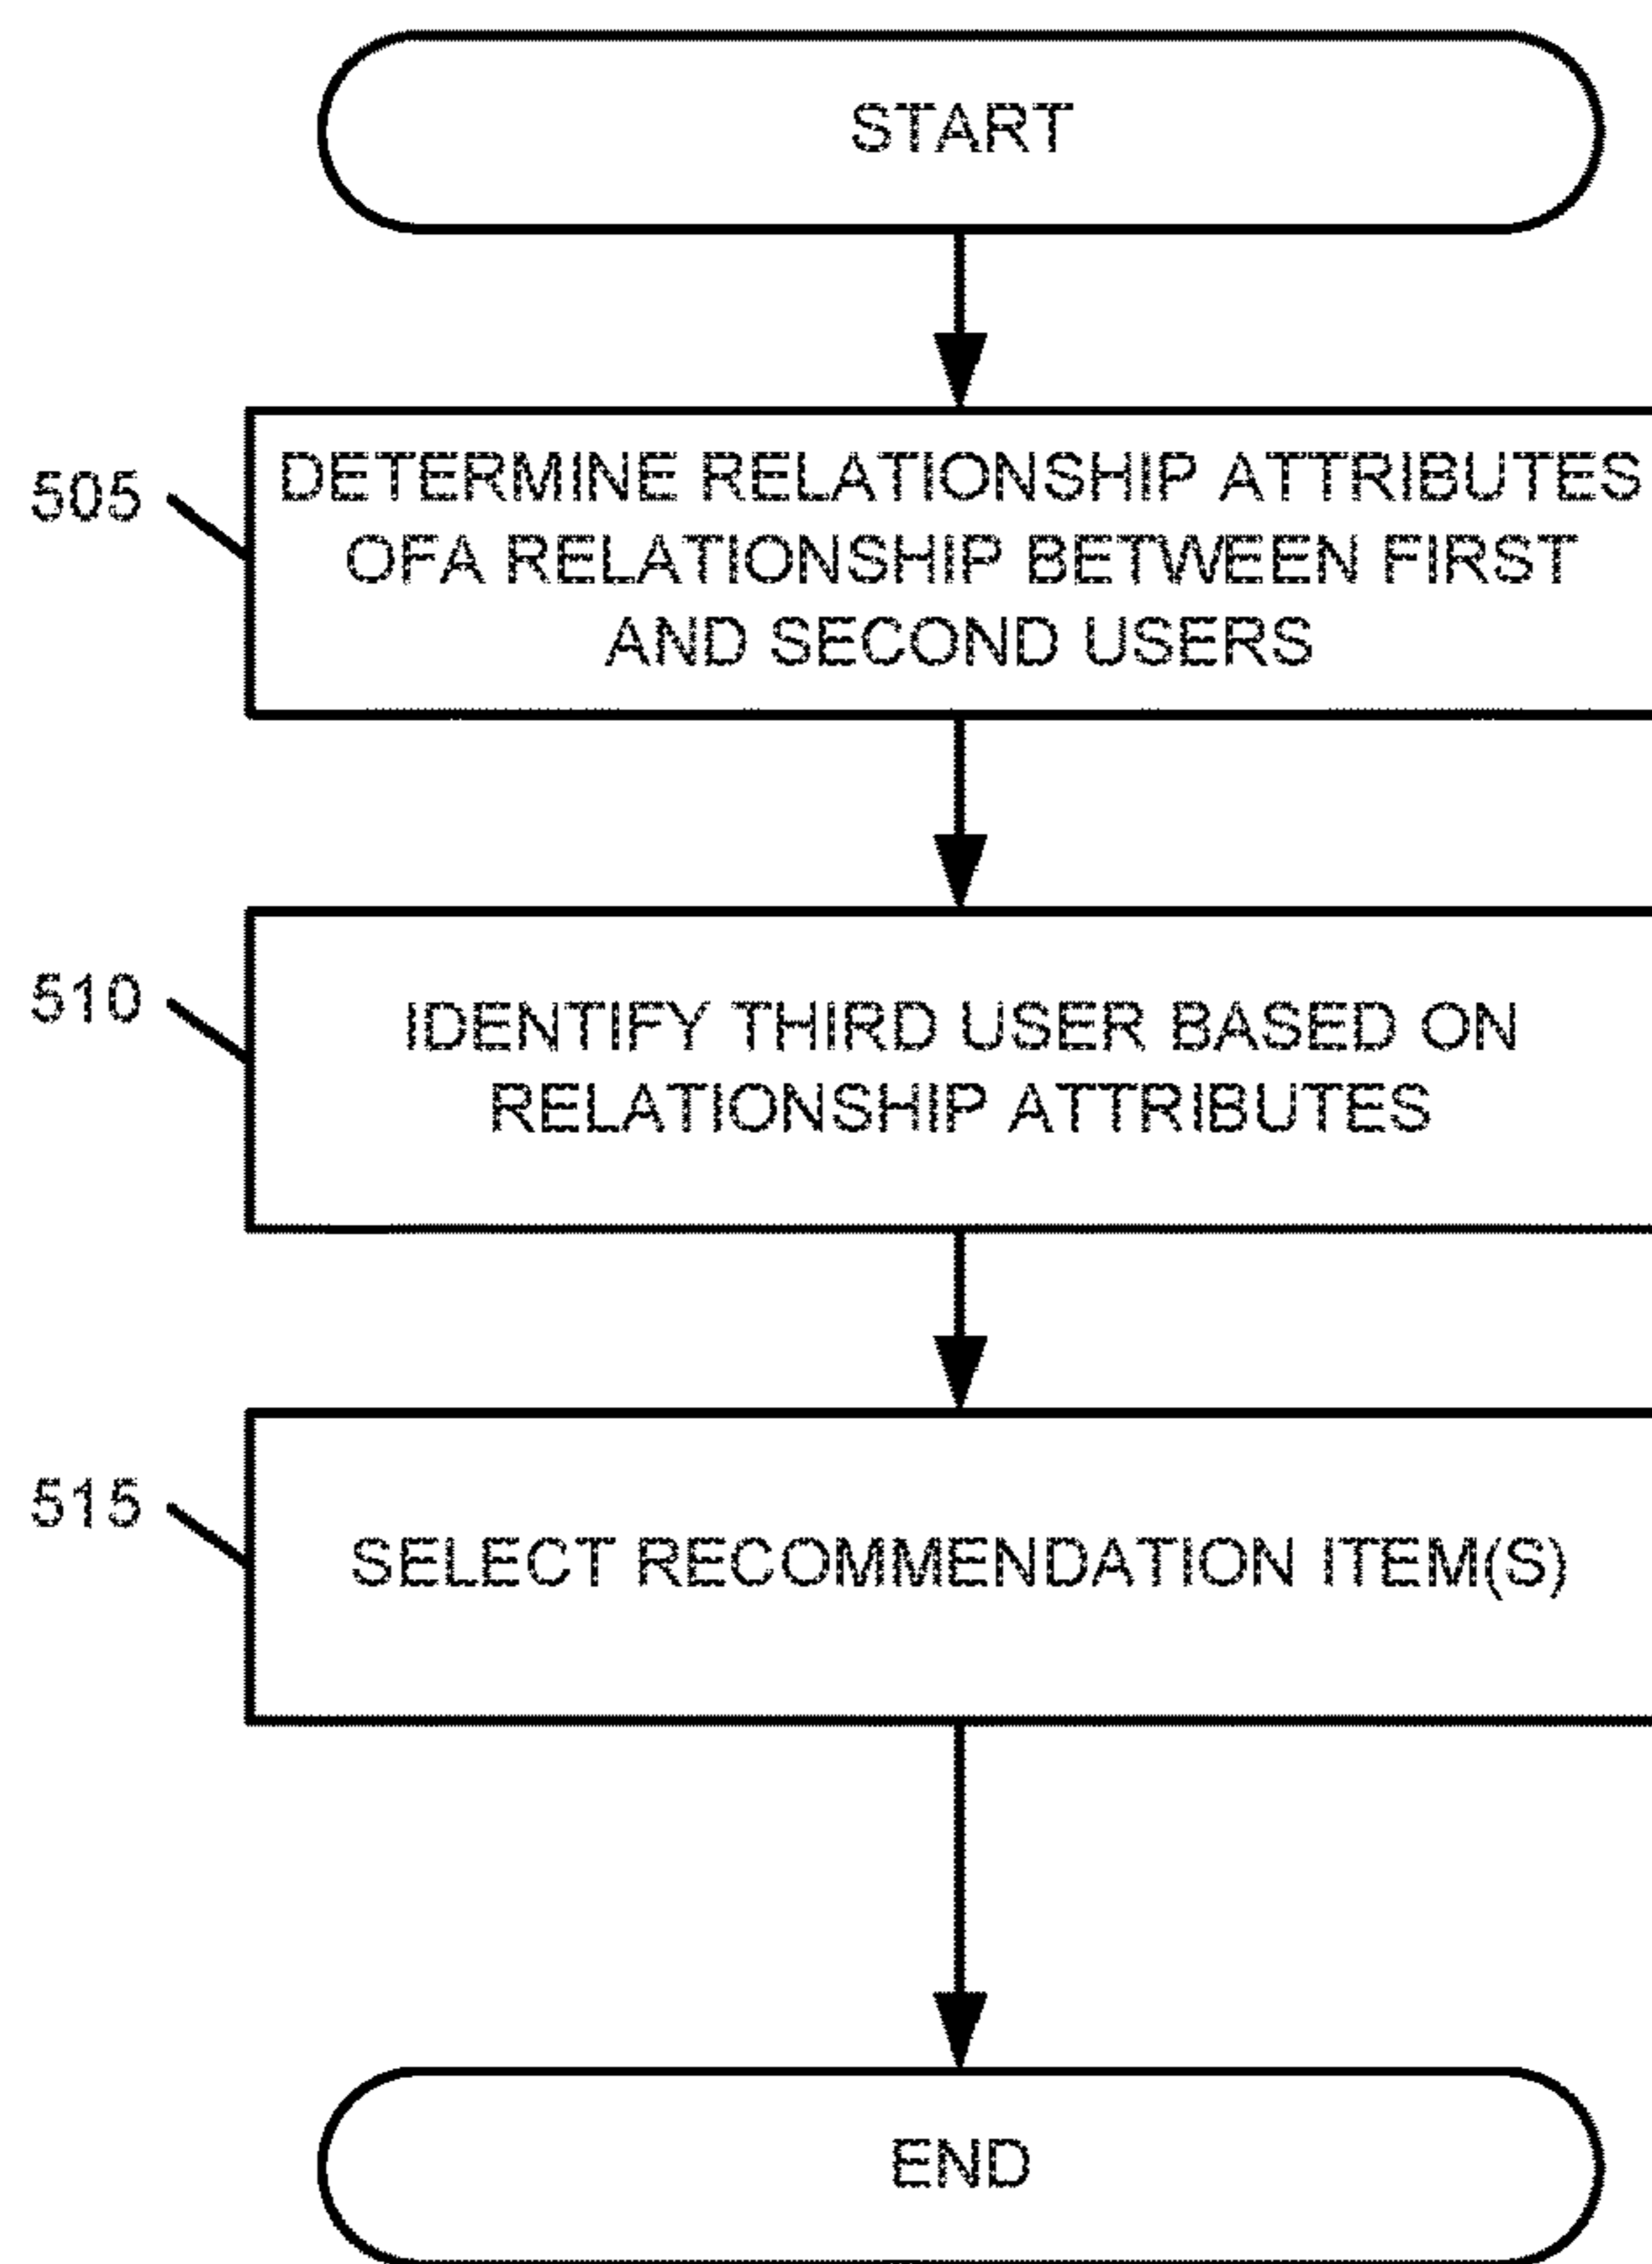 START
505
DETERMINE RELATIONSHIP ATTRIBUTES
OFA RELATIONSHIP BETWEEN FIRST
AND SECOND USERS
510
IDENTIFY THIRD USER BASED ON
RELATIONSHIP ATTRIBUTES
515
SELECT RECOMMENDATION ITEM(S)
END